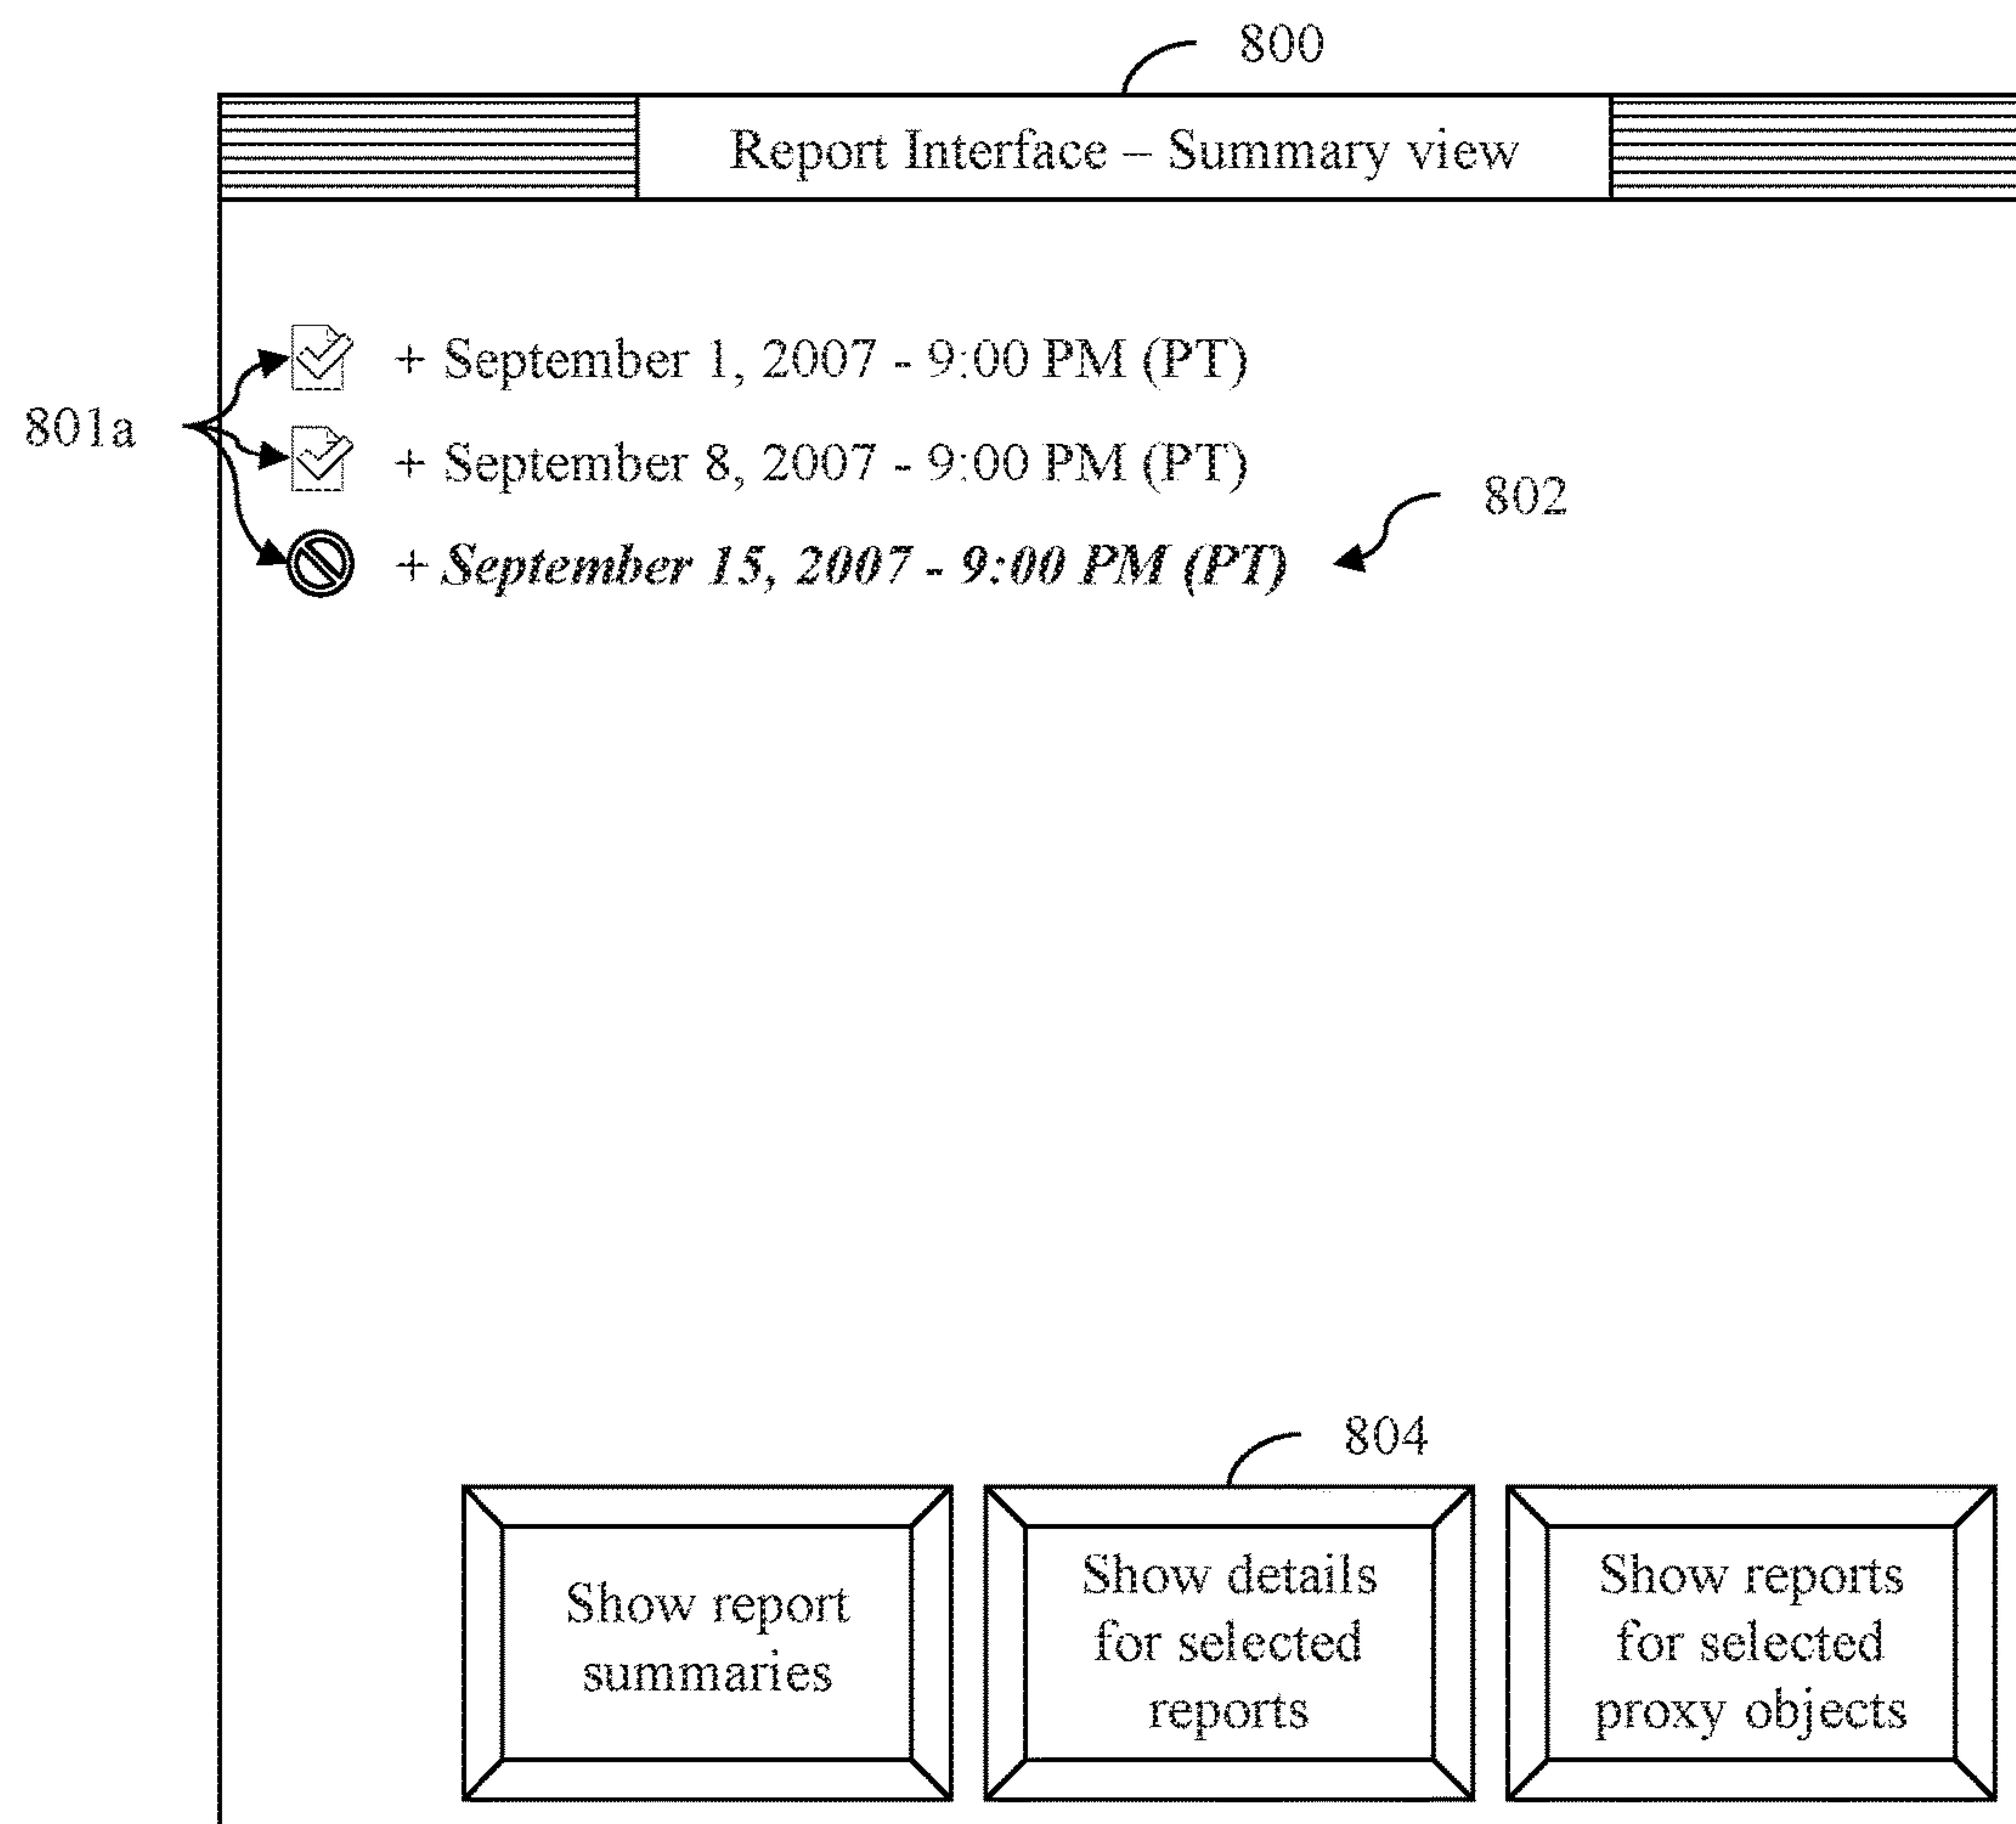 800
Report Interface – Summary view
+ September 1, 2007 - 9:00 PM (PT)
801a
+ September 8, 2007 - 9:00 PM (PT)
802
+ September 15, 2007 - 9:00 PM (PT)
804
Show report
summaries
Show details
for selected
reports
Show reports
for selected
proxy objects